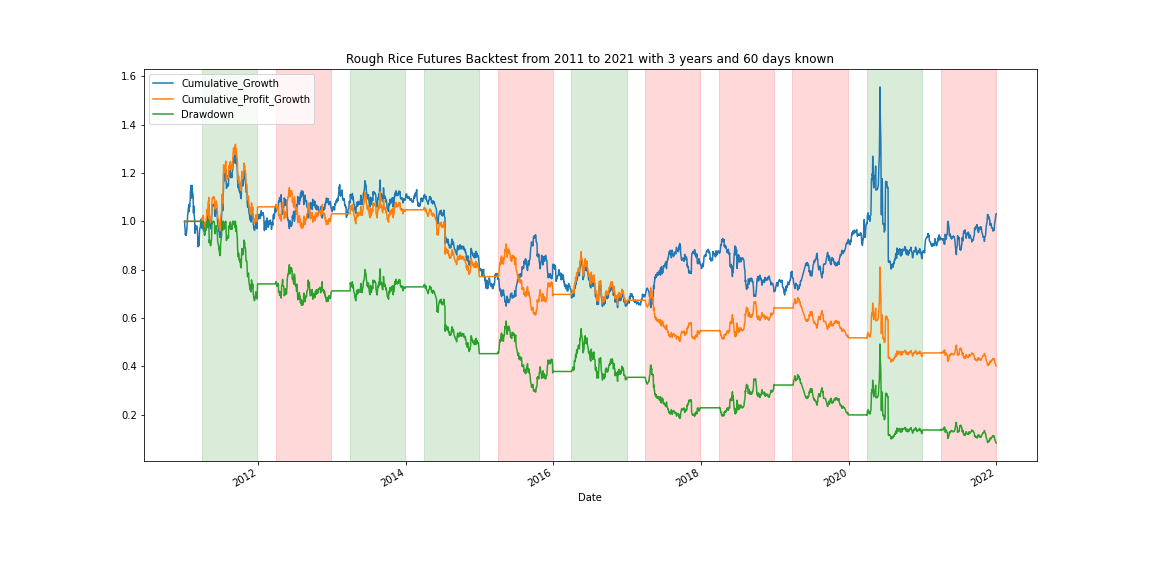 Rough Rice Futures Backtest from 2011 to 2021 with 3 years and 60 days known
Cumulative_Growth
Cumulative_Profit_Growth
Drawdown
1.6
1.4
1.2
1.0
0.8
0.6
0.4
0.2
2012 2014 2016 2018 2020 2022
Date